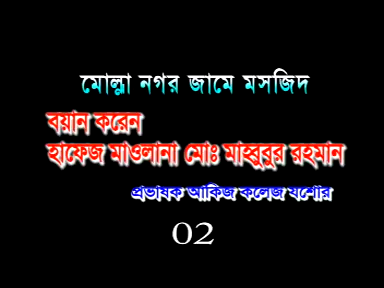 মোল্লা নগর জামে মসজিদ
বয়ান করেন
হাফেজ মাওলানা মোঃ মাহবুবুর রহমান
প্রভাষক আকিজ কলেজ যশোর
02